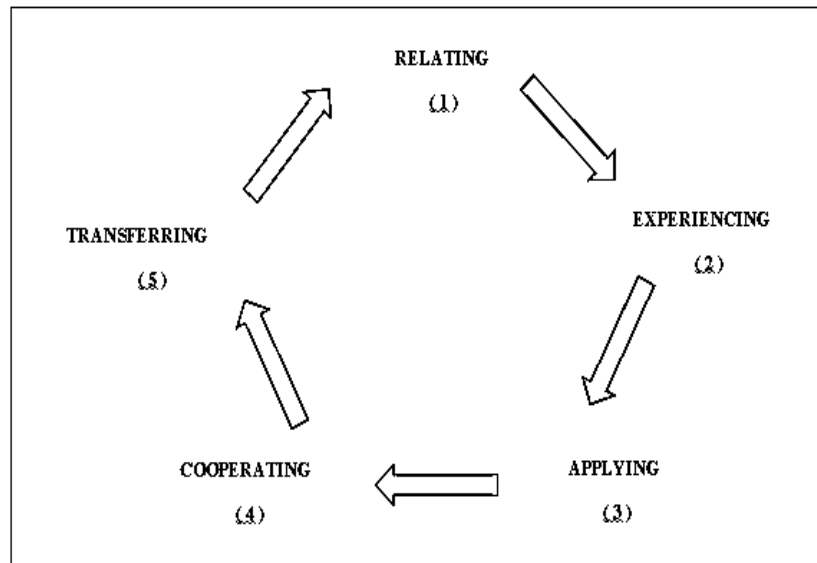 RELATING
(1)
EXPERIENCING
(2)
APPLYING
(3)
COOPERATING
(4)
TRANSFERRING
(5)